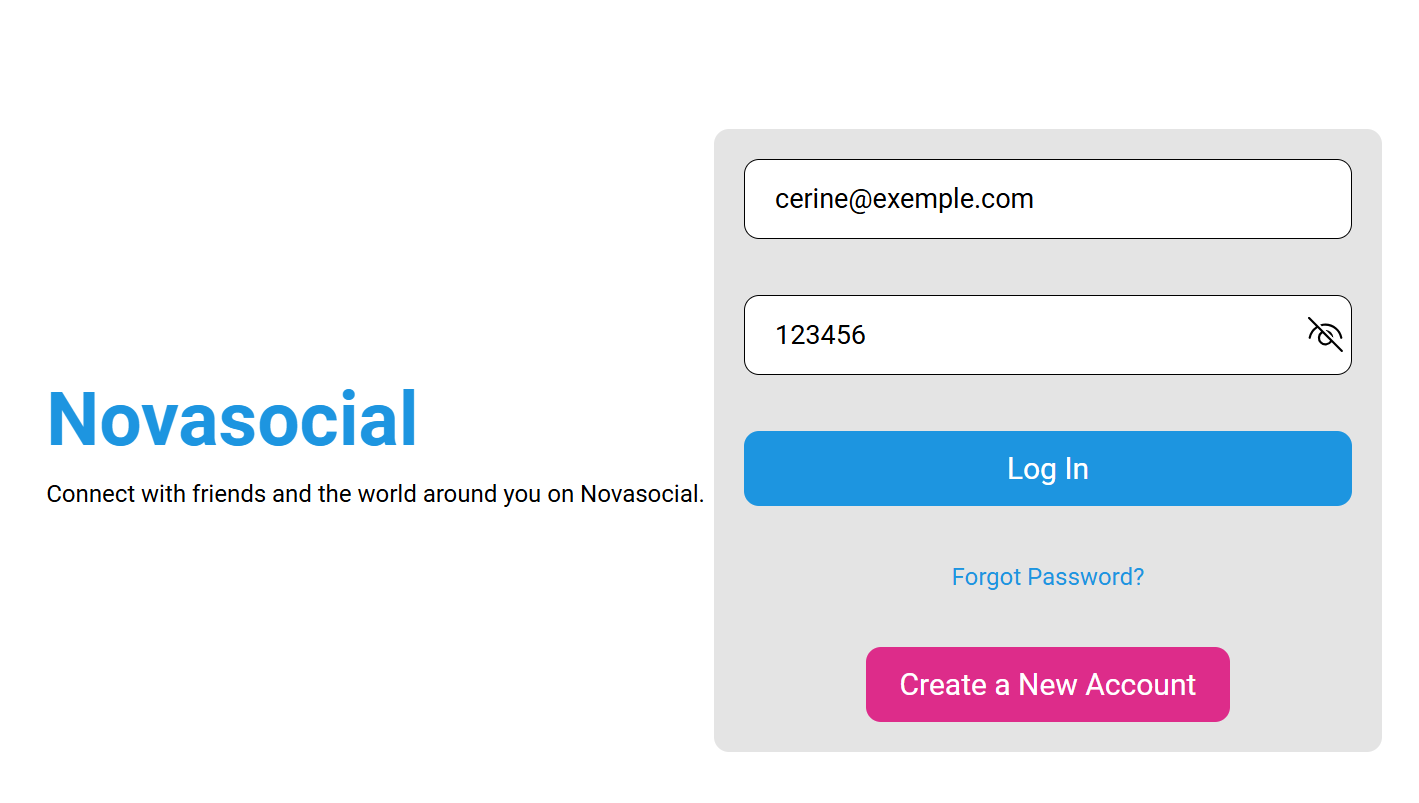 Novasocial
Connect with friends and the world around you on Novasocial.
cerine@exemple.com
123456
Log In
Forgot Password?
Create a New Account